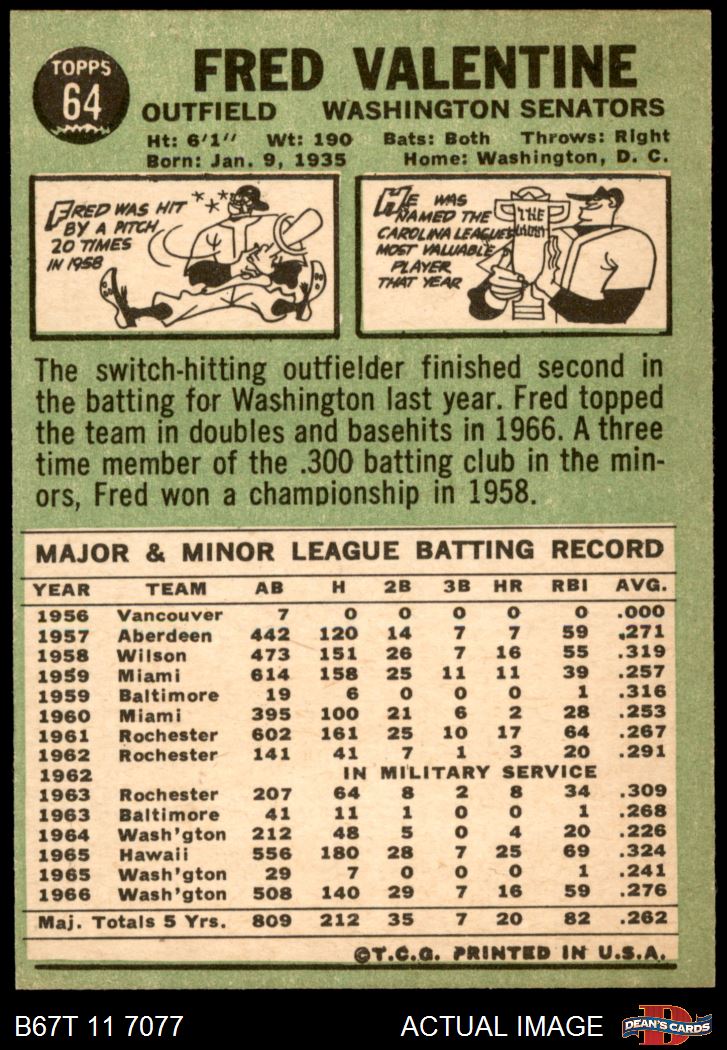 TOPPS
64
FRED VALENTINE
OUTFIELD WASHINGTON SENATORS
Ht: 6'1" Wt: 190 Bats: Both Throws: Right
Born: Jan. 9, 1935 Home: Washington, D. C.
FRED WAS HIT
BY A PITCH
20 TIMES
IN 1958
HE WAS
NAMED THE
CAROLINA LEAGUES
MOST VALUABLE
PLAYER
THAT YEAR
THE
MOST
The switch-hitting outfielder finished second in
the batting for Washington last year. Fred topped
the team in doubles and basehits in 1966. A three
time member of the .300 batting club in the min-
ors, Fred won a championship in 1958.
MAJOR & MINOR LEAGUE BATTING RECORD
YEAR TEAM AB H 2B 3B HR RBI AVG.
1956 Vancouver 7 0 0 0 0 0 .000
1957 Aberdeen 442 120 14 7 7 59 .271
1958 Wilson 473 151 26 7 16 55 .319
1959 Miami 614 158 25 11 11 39 .257
1959 Baltimore 19 6 0 0 0 1 .316
1960 Miami 395 100 21 6 2 28 .253
1961 Rochester 602 161 25 10 17 64 .267
1962 Rochester 141 41 7 1 3 20 .291
1962 IN MILITARY SERVICE
1963 Rochester 207 64 8 2 8 34 .309
1963 Baltimore 41 11 1 0 0 1 .268
1964 Wash'gton 212 48 5 0 4 20 .226
1965 Hawaii 556 180 28 7 25 69 .324
1965 Wash'gton 29 7 0 0 0 1 .241
1966 Wash'gton 508 140 29 7 16 59 .276
Maj. Totals 5 Yrs. 809 212 35 7 20 82 .262
©T.C.G. PRINTED IN U.S.A.
B67T 11 7077 ACTUAL IMAGE
DEAN'S CARDS